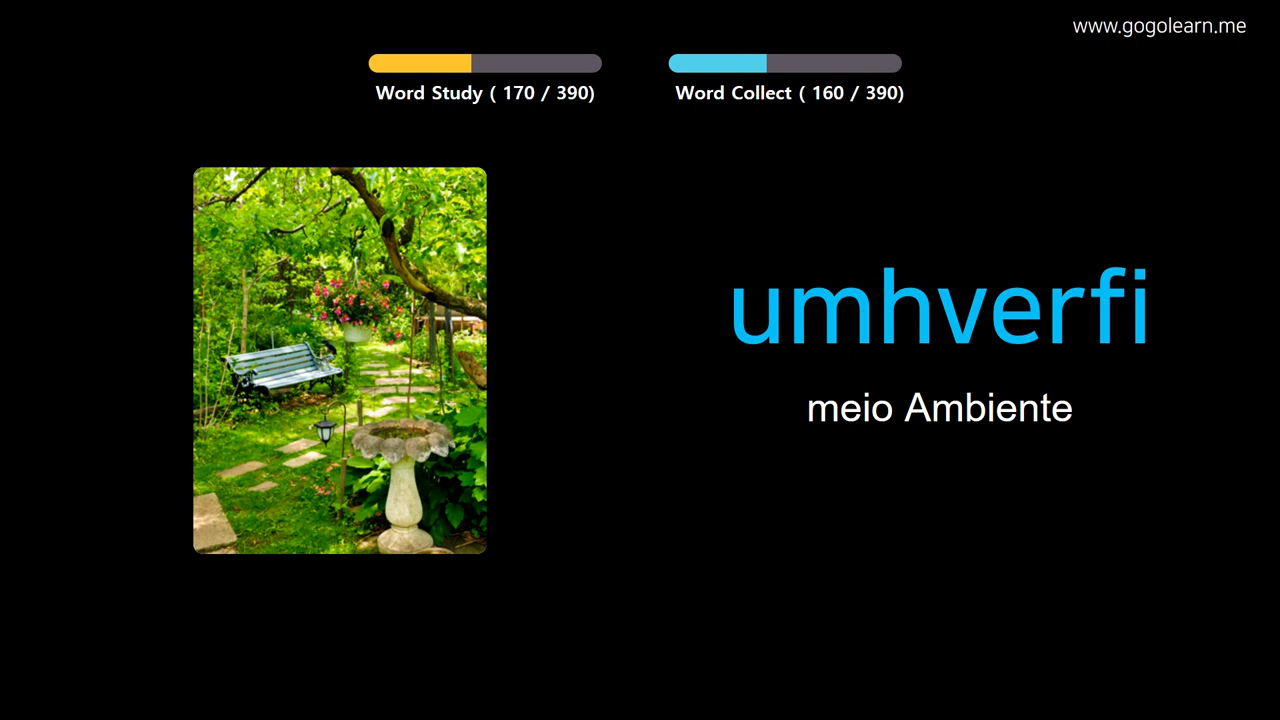 www.gogolearn.me
Word Study ( 170 / 390)
Word Collect ( 160 / 390)
umhverfi
meio Ambiente